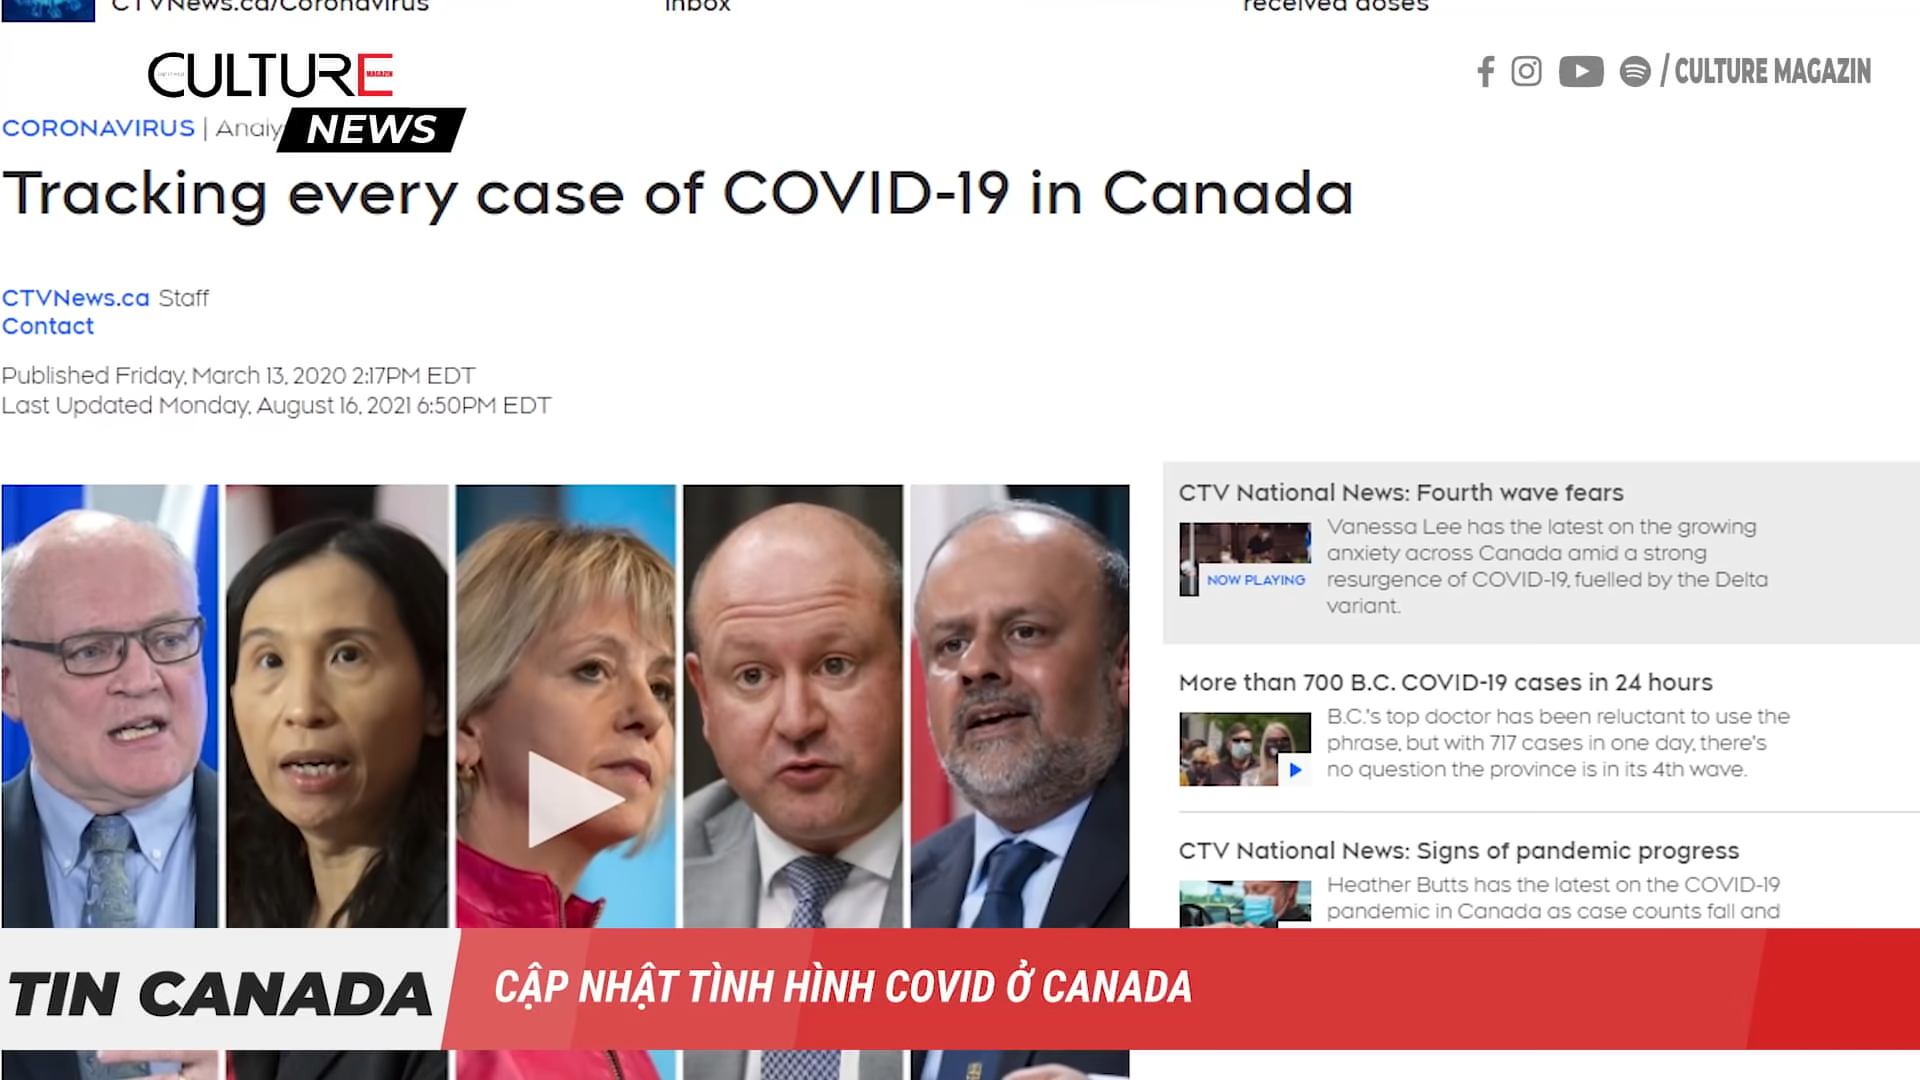 CTVNews.ca/Coronavirus
inbox
received doses
CULTURE
MAGAZIN
NEWS
/ CULTURE MAGAZIN
CORONAVIRUS |
Tracking every case of COVID-19 in Canada
CTVNews.ca Staff
Contact
Published Friday, March 13, 2020 2:17PM EDT
Last Updated Monday, August 16, 2021 6:50PM EDT
CTV National News: Fourth wave fears
NOW PLAYING
Vanessa Lee has the latest on the growing
anxiety across Canada amid a strong
resurgence of COVID-19, fuelled by the Delta
variant.
More than 700 B.C. COVID-19 cases in 24 hours
B.C.'s top doctor has been reluctant to use the
phrase, but with 717 cases in one day, there's
no question the province is in its 4th wave.
CTV National News: Signs of pandemic progress
Heather Butts has the latest on the COVID-19
pandemic in Canada as case counts fall and
TIN CANADA
CẬP NHẬT TÌNH HÌNH COVID Ở CANADA